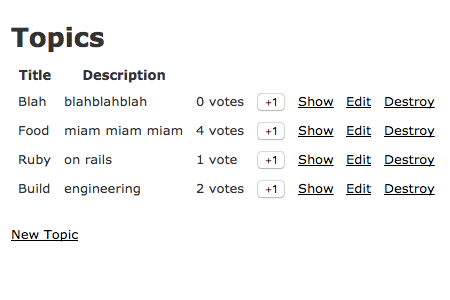 Topics
Title Description
Blah blahblahblah 0 votes +1 Show Edit Destroy
Food miam miam miam 4 votes +1 Show Edit Destroy
Ruby on rails 1 vote +1 Show Edit Destroy
Build engineering 2 votes +1 Show Edit Destroy
New Topic